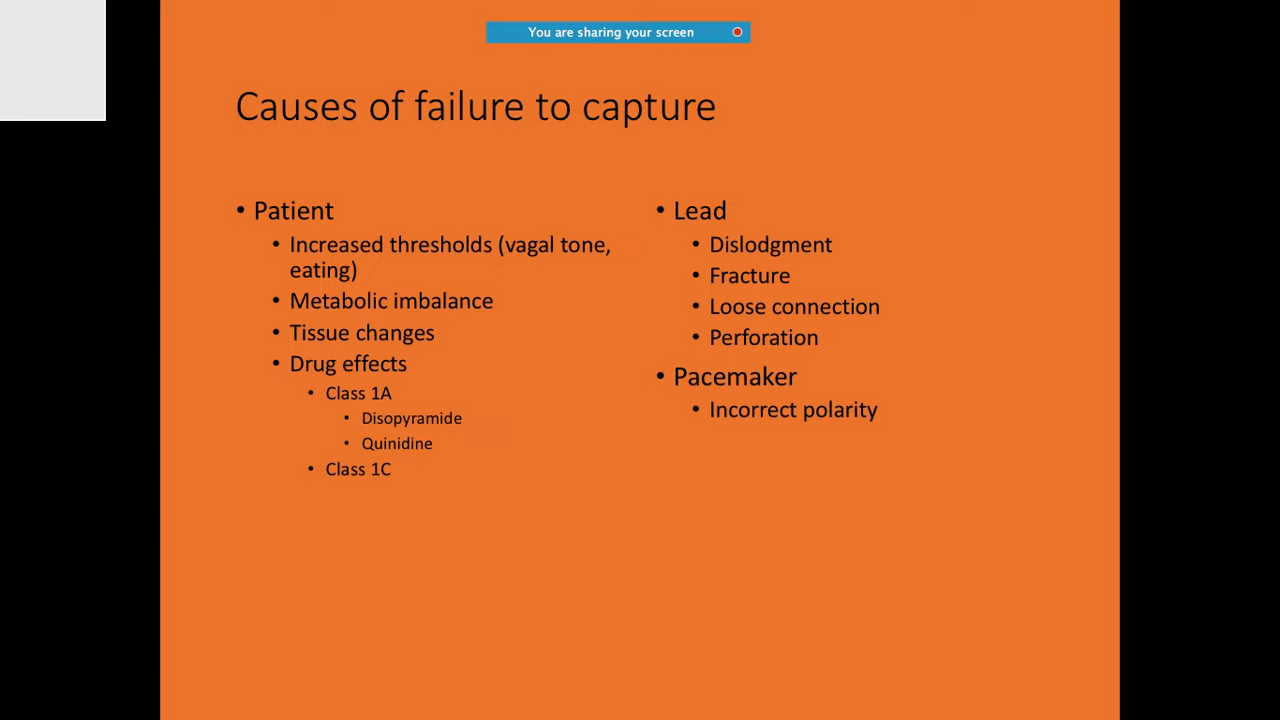 You are sharing your screen
Causes of failure to capture
• Patient
• Increased thresholds (vagal tone,
eating)
• Metabolic imbalance
• Tissue changes
• Drug effects
• Class 1A
• Disopyramide
• Quinidine
• Class 1C
• Lead
• Dislodgment
• Fracture
• Loose connection
• Perforation
• Pacemaker
• Incorrect polarity